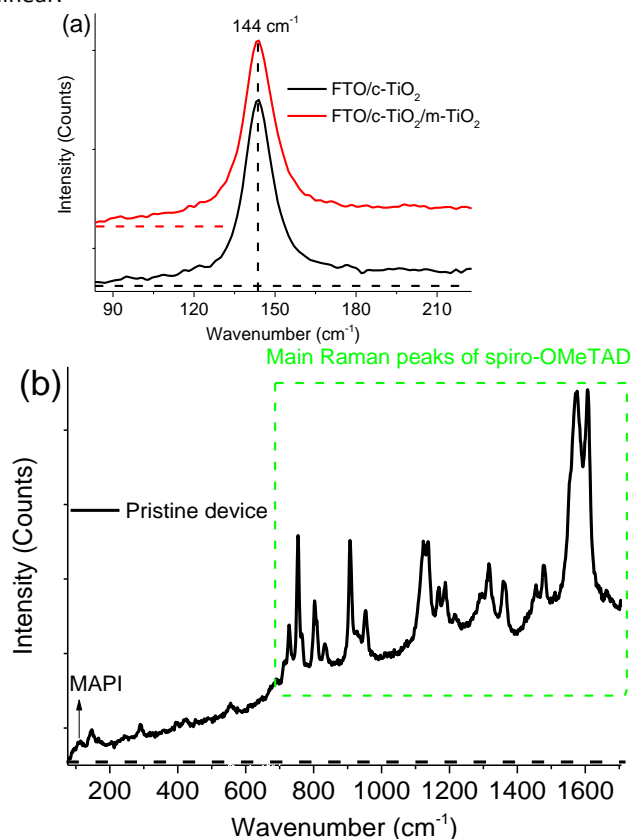 (a)
144 cm⁻¹
FTO/c-TiO₂
FTO/c-TiO₂/m-TiO₂
Intensity (Counts)
90 120 150 180 210
Wavenumber (cm⁻¹)
Main Raman peaks of spiro-OMeTAD
(b)
Pristine device
Intensity (Counts)
MAPI
200 400 600 800 1000 1200 1400 1600
Wavenumber (cm⁻¹)